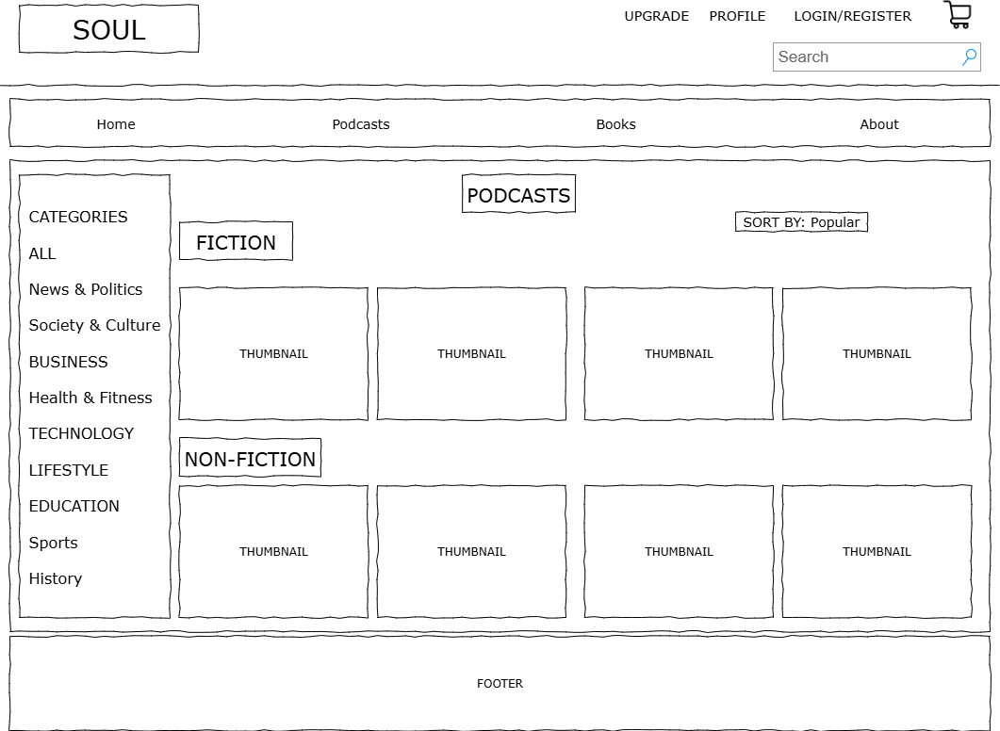 SOUL
UPGRADE PROFILE LOGIN/REGISTER
Search
Home Podcasts Books About
PODCASTS
SORT BY: Popular
FICTION
CATEGORIES
ALL
News & Politics
Society & Culture
BUSINESS
Health & Fitness
TECHNOLOGY
LIFESTYLE
EDUCATION
Sports
History
THUMBNAIL THUMBNAIL THUMBNAIL THUMBNAIL
NON-FICTION
THUMBNAIL THUMBNAIL THUMBNAIL THUMBNAIL
FOOTER